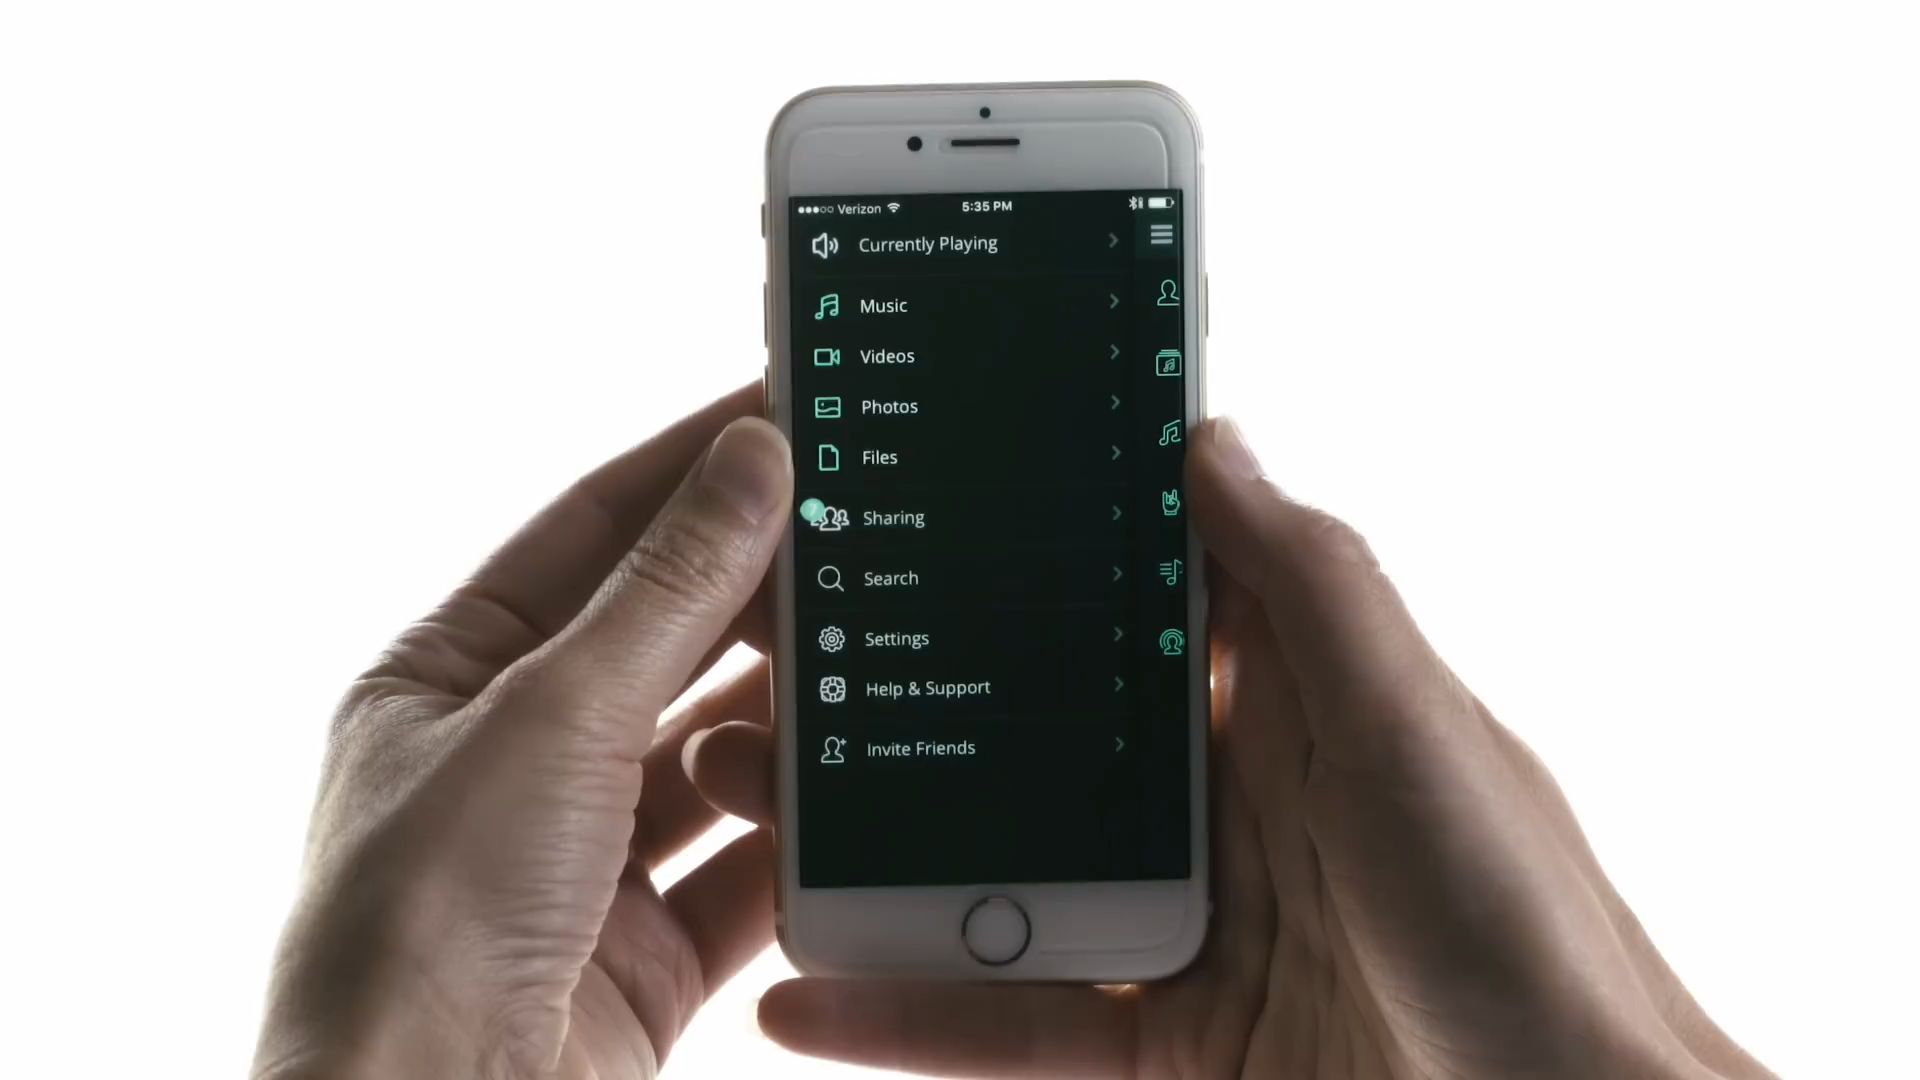 Verizon 5:35 PM
Currently Playing
Music
Videos
Photos
Files
Sharing
Search
Settings
Help & Support
Invite Friends